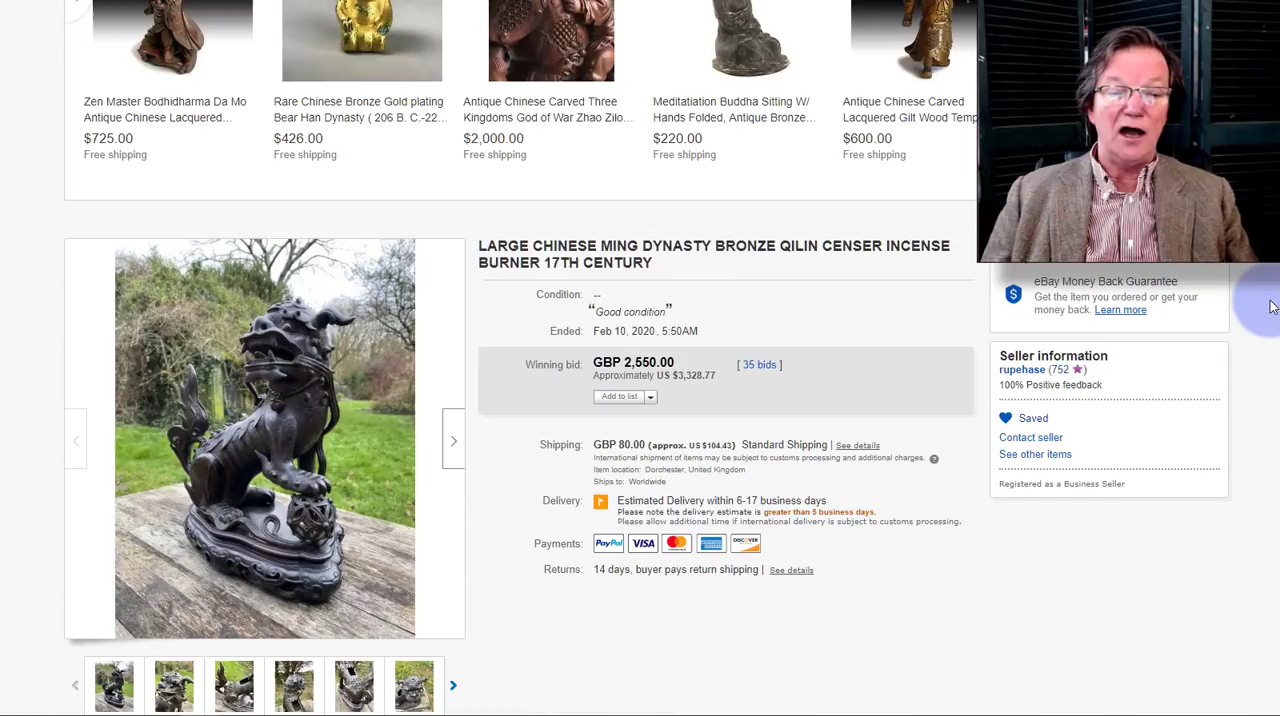 Zen Master Bodhidharma Da Mo
Antique Chinese Lacquered...
$725.00
Free shipping
Rare Chinese Bronze Gold plating
Bear Han Dynasty ( 206 B. C.-22...
$426.00
Free shipping
Antique Chinese Carved Three
Kingdoms God of War Zhao Zilo...
$2,000.00
Free shipping
Meditatiation Buddha Sitting W/
Hands Folded, Antique Bronze...
$220.00
Free shipping
Antique Chinese Carved
Lacquered Gilt Wood Temp
$600.00
Free shipping
LARGE CHINESE MING DYNASTY BRONZE QILIN CENSER INCENSE
BURNER 17TH CENTURY
Condition: --
“Good condition”
Ended: Feb 10, 2020 , 5:50AM
Winning bid: GBP 2,550.00 [ 35 bids ]
Approximately US $3,328.77
Add to list
Shipping: GBP 80.00 (approx. US $104.43) Standard Shipping | See details
International shipment of items may be subject to customs processing and additional charges.
Item location: Dorchester, United Kingdom
Ships to: Worldwide
Delivery: Estimated Delivery within 6-17 business days
Please note the delivery estimate is greater than 5 business days.
Please allow additional time if international delivery is subject to customs processing.
Payments: PayPal VISA MasterCard AMERICAN EXPRESS DISCOVER
Returns: 14 days, buyer pays return shipping | See details
eBay Money Back Guarantee
Get the item you ordered or get your
money back. Learn more
Seller information
rupehase (752 )
100% Positive feedback
Saved
Contact seller
See other items
Registered as a Business Seller